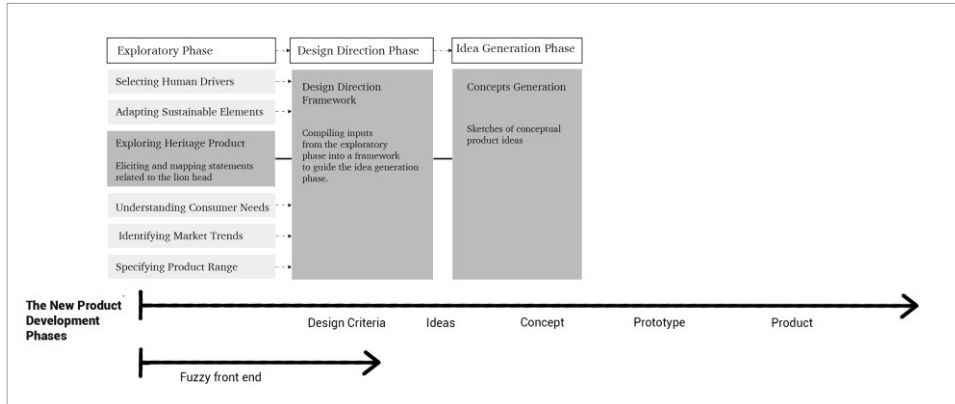 Exploratory Phase
Design Direction Phase
Idea Generation Phase
Selecting Human Drivers
Adapting Sustainable Elements
Exploring Heritage Product
Eliciting and mapping statements
related to the lion head
Understanding Consumer Needs
Identifying Market Trends
Specifying Product Range
Design Direction
Framework
Compiling inputs
from the exploratory
phase into a framework
to guide the idea generation
phase.
Concepts Generation
Sketches of conceptual
product ideas
The New Product
Development
Phases
Design Criteria
Ideas
Concept
Prototype
Product
Fuzzy front end